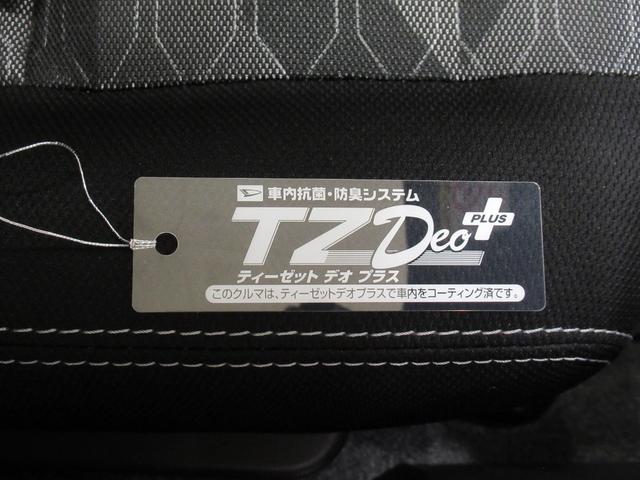 車内抗菌・防臭システム
TZ Deo PLUS
ティーゼット デオ プラス
このクルマは、ティーゼットデオプラスで車内をコーティング済です。